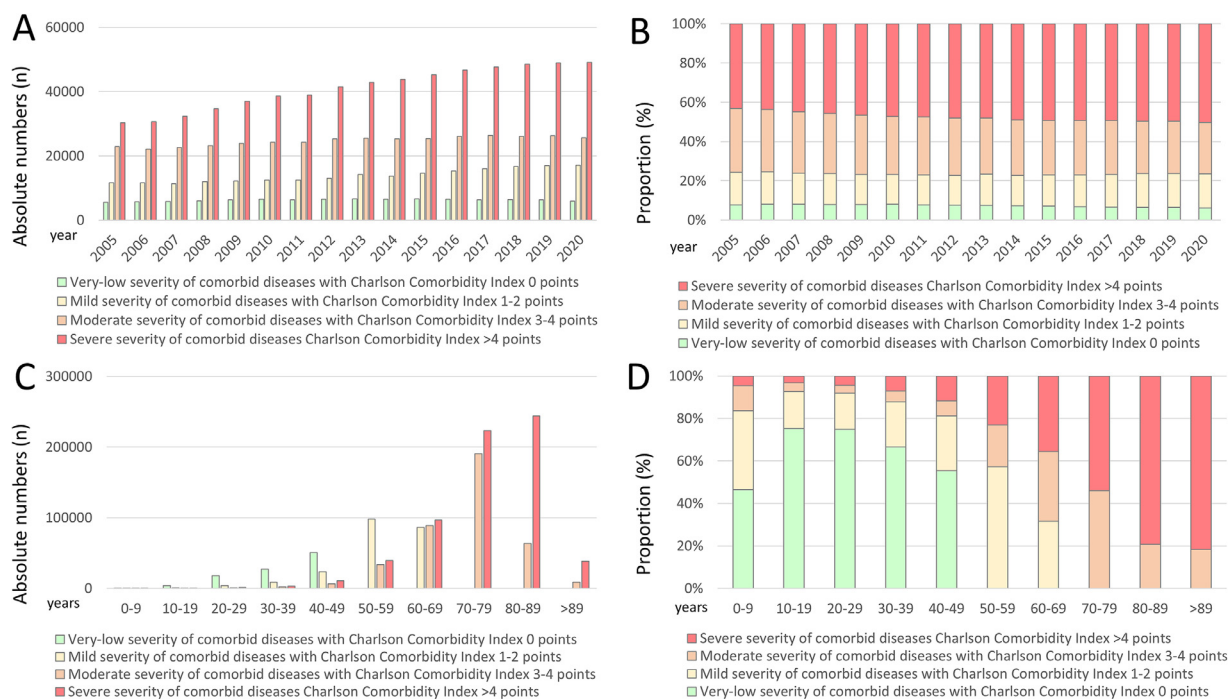 A
Absolute numbers (n)
60000
40000
20000
0
year
2005 2006 2007 2008 2009 2010 2011 2012 2013 2014 2015 2016 2017 2018 2019 2020
Very-low severity of comorbid diseases with Charlson Comorbidity Index 0 points
Mild severity of comorbid diseases with Charlson Comorbidity Index 1-2 points
Moderate severity of comorbid diseases with Charlson Comorbidity Index 3-4 points
Severe severity of comorbid diseases Charlson Comorbidity Index >4 points
B
Proportion (%)
100%
80%
60%
40%
20%
0%
year
2005 2006 2007 2008 2009 2010 2011 2012 2013 2014 2015 2016 2017 2018 2019 2020
Severe severity of comorbid diseases Charlson Comorbidity Index >4 points
Moderate severity of comorbid diseases with Charlson Comorbidity Index 3-4 points
Mild severity of comorbid diseases with Charlson Comorbidity Index 1-2 points
Very-low severity of comorbid diseases with Charlson Comorbidity Index 0 points
C
Absolute numbers (n)
300000
200000
100000
0
years
0-9 10-19 20-29 30-39 40-49 50-59 60-69 70-79 80-89 >89
Very-low severity of comorbid diseases with Charlson Comorbidity Index 0 points
Mild severity of comorbid diseases with Charlson Comorbidity Index 1-2 points
Moderate severity of comorbid diseases with Charlson Comorbidity Index 3-4 points
Severe severity of comorbid diseases Charlson Comorbidity Index >4 points
D
Proportion (%)
100%
80%
60%
40%
20%
0%
years
0-9 10-19 20-29 30-39 40-49 50-59 60-69 70-79 80-89 >89
Severe severity of comorbid diseases Charlson Comorbidity Index >4 points
Moderate severity of comorbid diseases with Charlson Comorbidity Index 3-4 points
Mild severity of comorbid diseases with Charlson Comorbidity Index 1-2 points
Very-low severity of comorbid diseases with Charlson Comorbidity Index 0 points